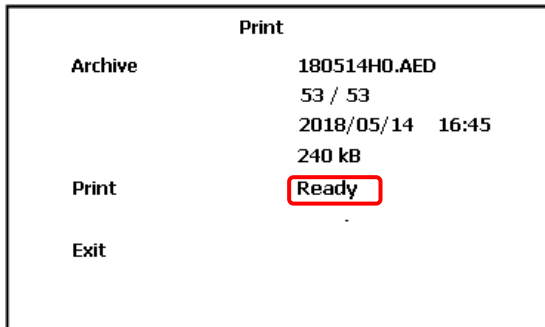 Print
Archive 180514H0.AED
53 / 53
2018/05/14 16:45
240 kB
Print Ready
Exit